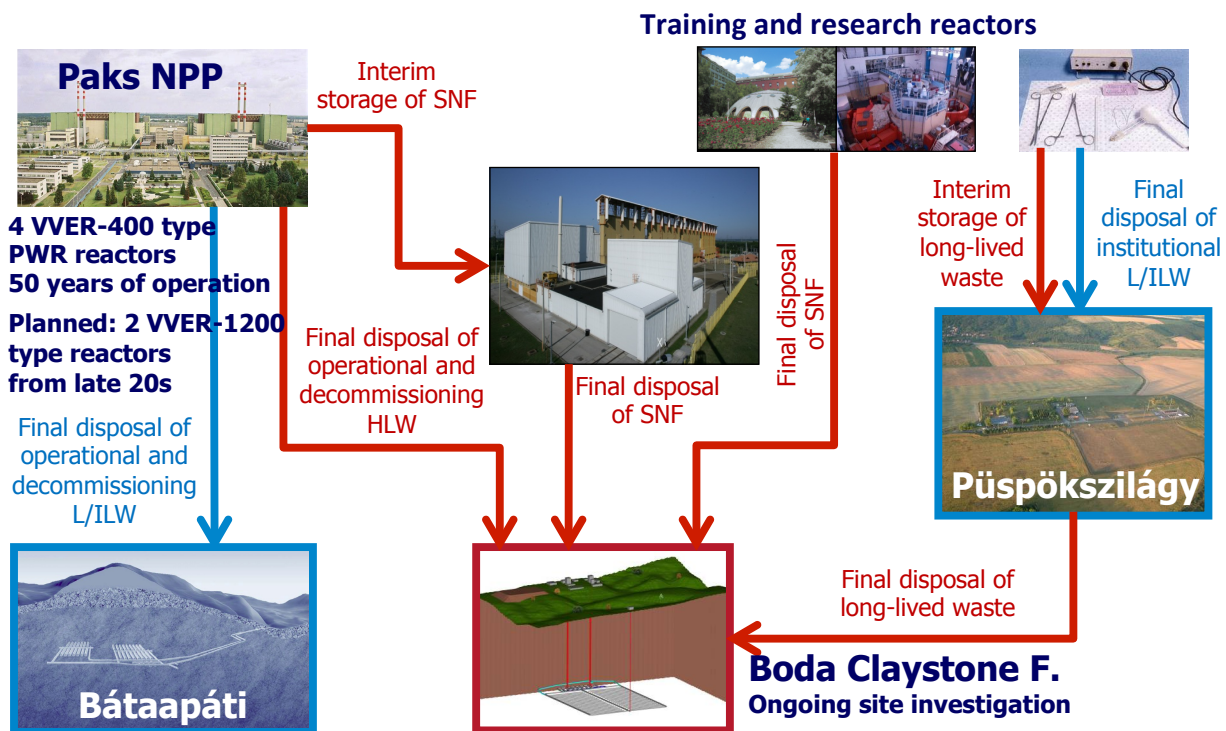 Training and research reactors
Paks NPP
Interim
storage of SNF
4 VVER-400 type
PWR reactors
50 years of operation
Planned: 2 VVER-1200
type reactors
from late 20s
Interim
storage of
long-lived
waste
Final
disposal of
institutional
L/ILW
Final disposal
of SNF
Final disposal of
operational and
decommissioning
HLW
Final disposal
of SNF
Final disposal of
operational and
decommissioning
L/ILW
Püspökszilágy
Final disposal of
long-lived waste
Bátaapáti
Boda Claystone F.
Ongoing site investigation